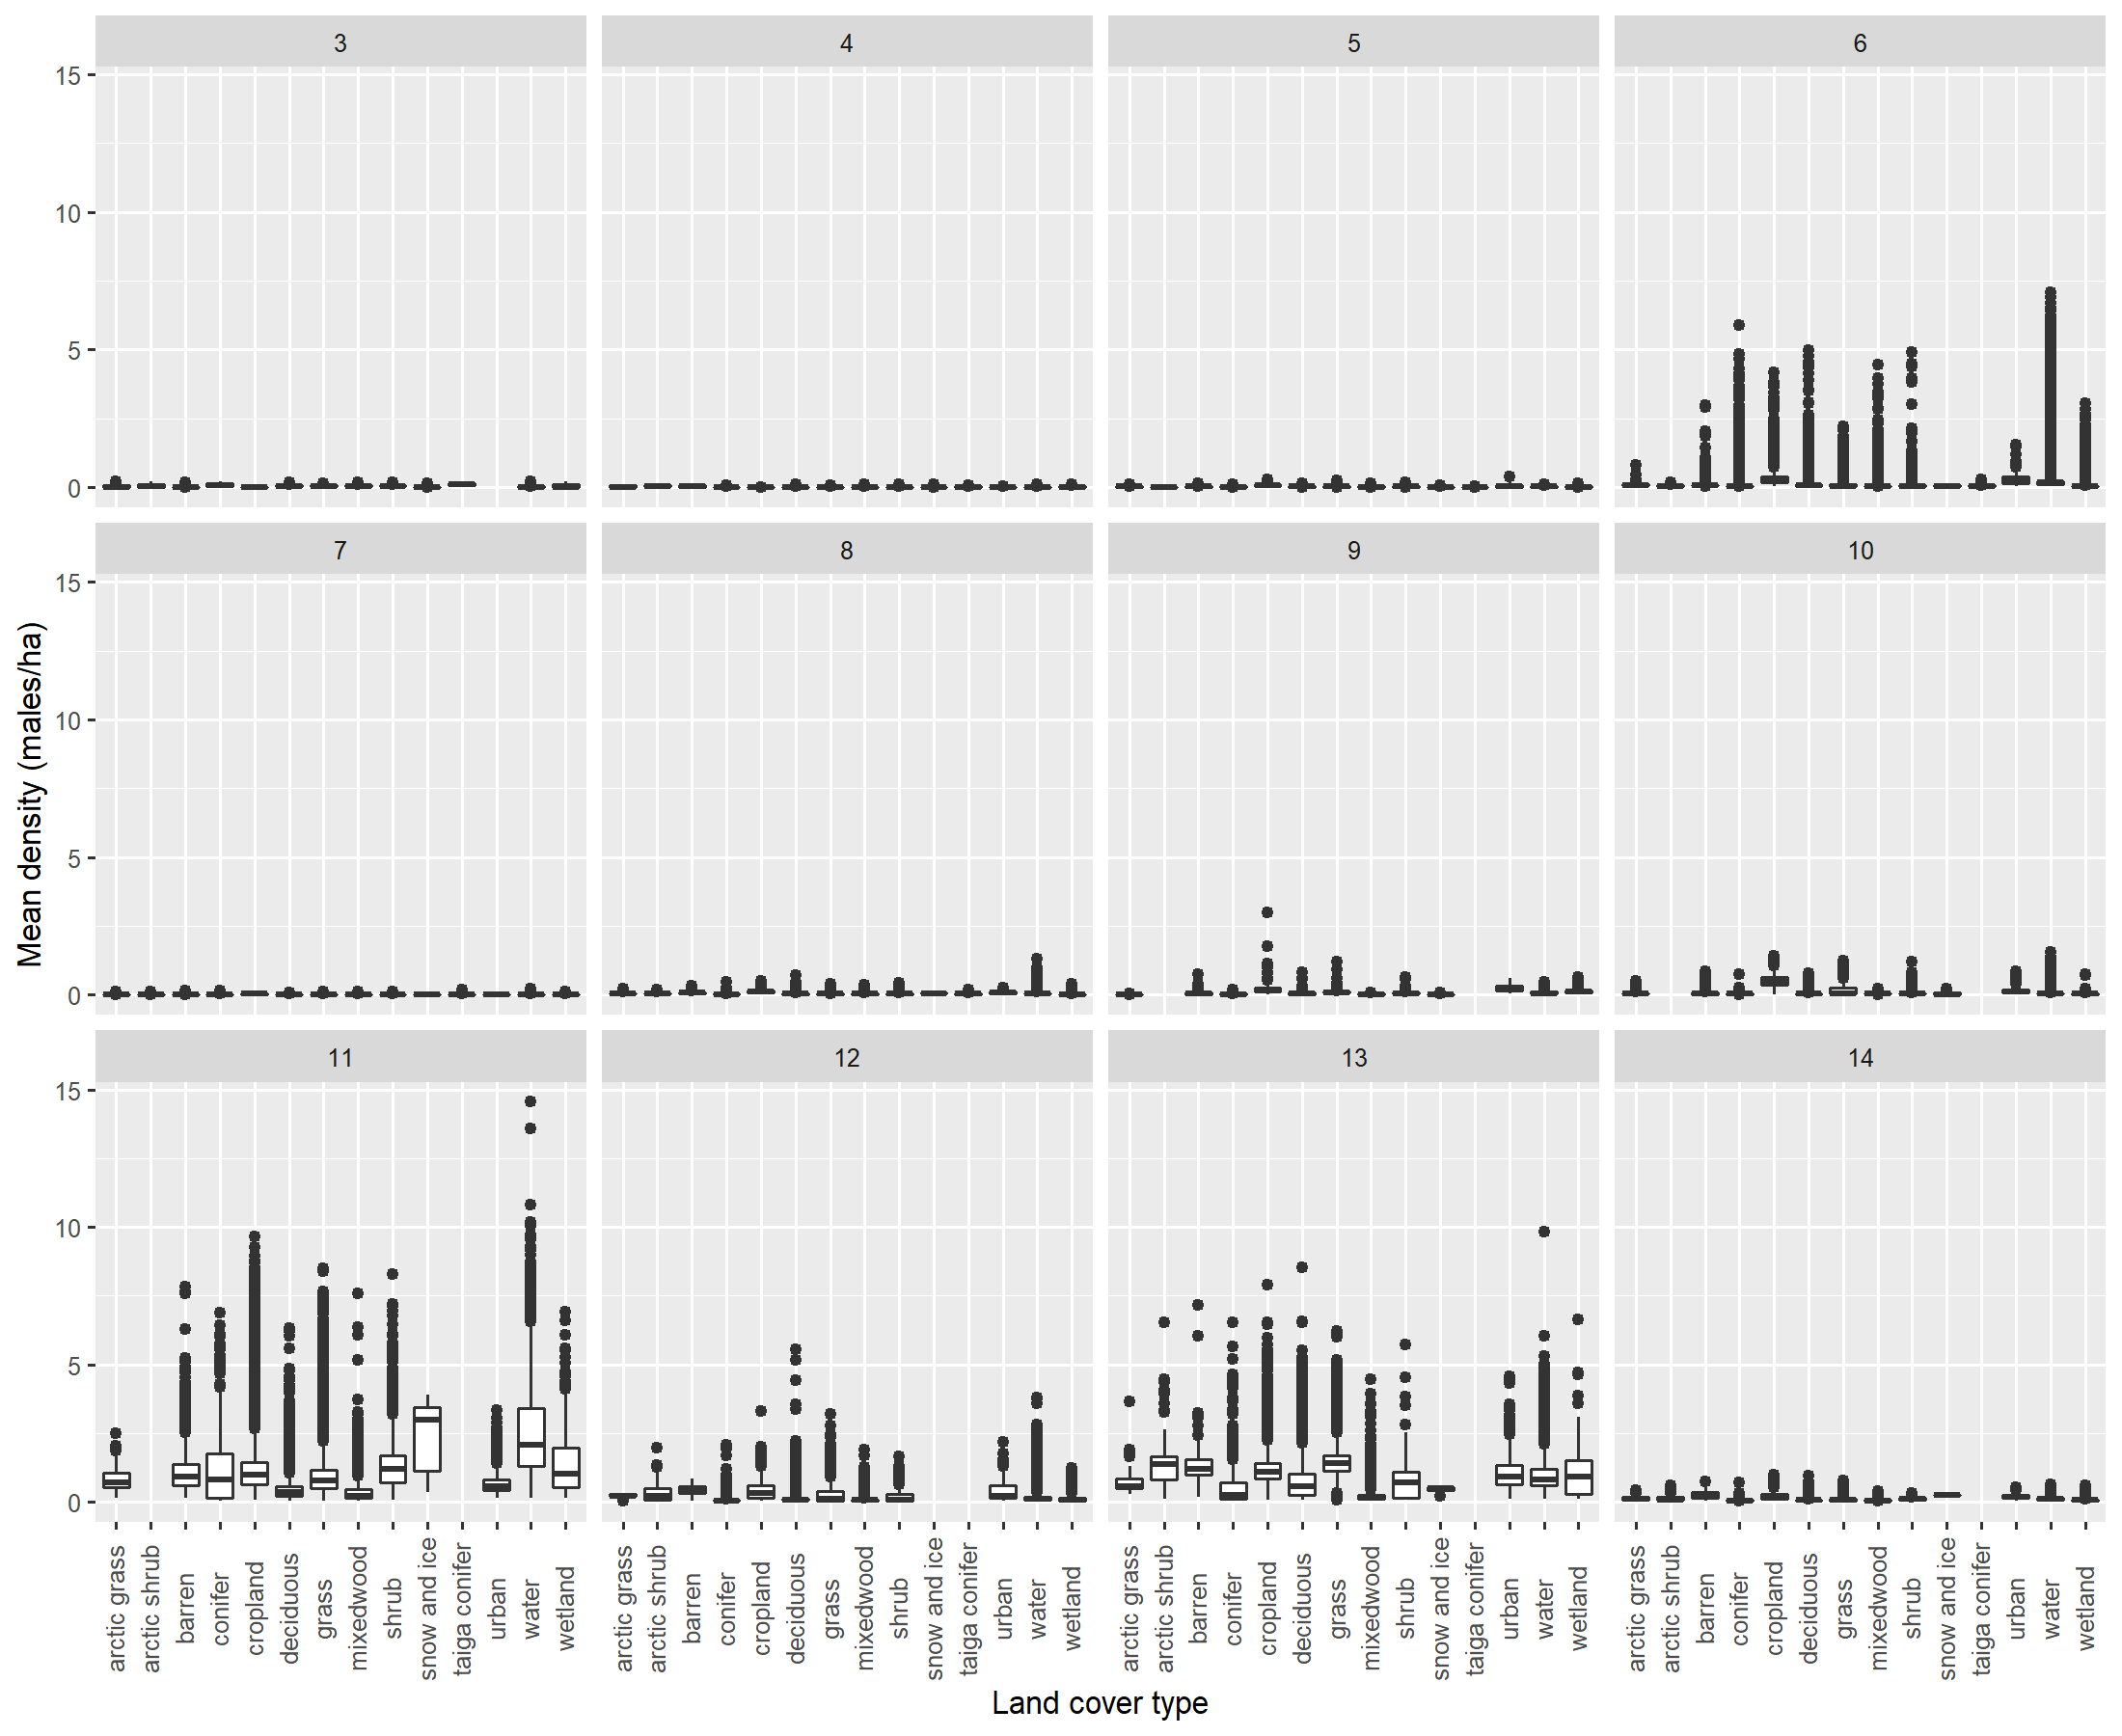 3 4 5 6
15
10
5
0
7 8 9 10
15
10
5
0
Mean density (males/ha)
11 12 13 14
15
10
5
0
arctic grass arctic shrub barren conifer cropland deciduous grass mixedwood shrub snow and ice taiga conifer urban water wetland
arctic grass arctic shrub barren conifer cropland deciduous grass mixedwood shrub snow and ice taiga conifer urban water wetland
arctic grass arctic shrub barren conifer cropland deciduous grass mixedwood shrub snow and ice taiga conifer urban water wetland
arctic grass arctic shrub barren conifer cropland deciduous grass mixedwood shrub snow and ice taiga conifer urban water wetland
Land cover type